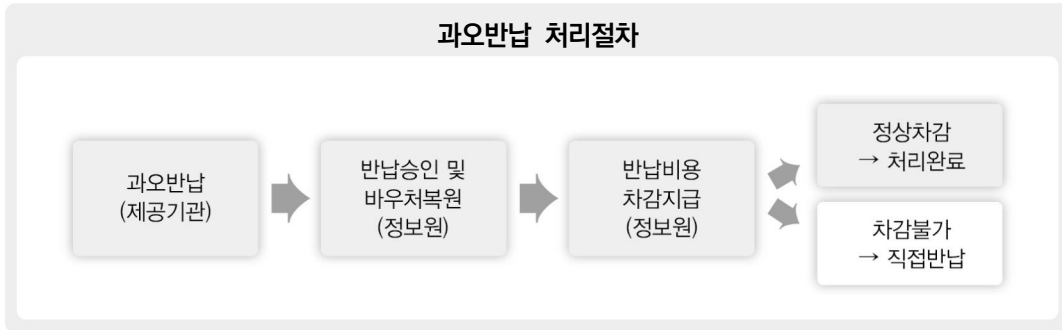 과오반납 처리절차
과오반납
(제공기관)
반납승인 및
바우처복원
(정보원)
반납비용
차감지급
(정보원)
정상차감
→ 처리완료
차감불가
→ 직접반납